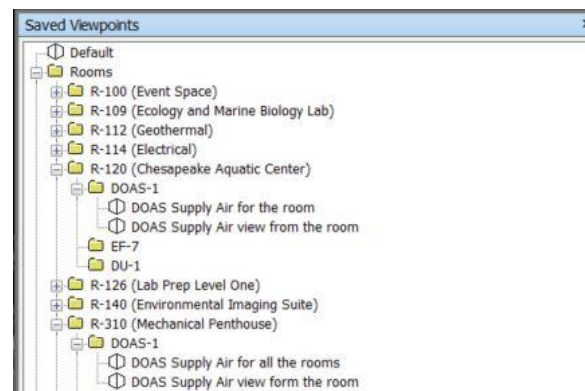 Saved Viewpoints
Default
Rooms
R-100 (Event Space)
R-109 (Ecology and Marine Biology Lab)
R-112 (Geothermal)
R-114 (Electrical)
R-120 (Chesapeake Aquatic Center)
DOAS-1
DOAS Supply Air for the room
DOAS Supply Air view from the room
EF-7
DU-1
R-126 (Lab Prep Level One)
R-140 (Environmental Imaging Suite)
R-310 (Mechanical Penthouse)
DOAS-1
DOAS Supply Air for all the rooms
DOAS Supply Air view form the room